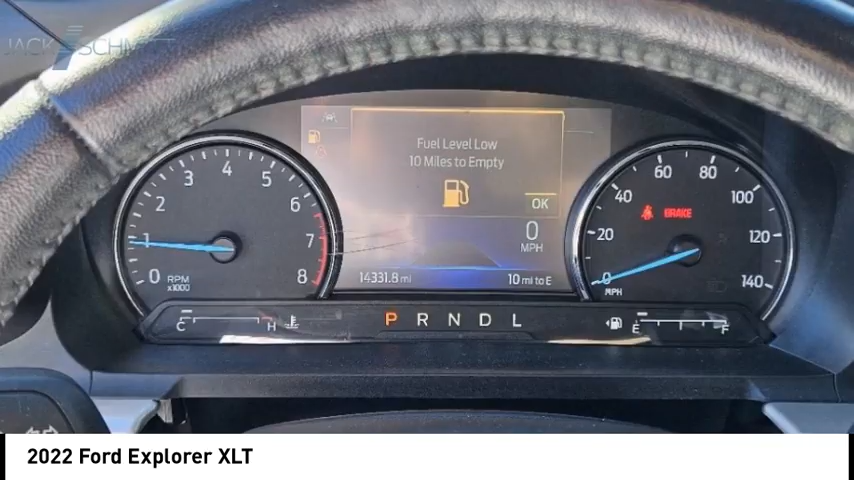 JACK SCHMITT
Fuel Level Low
10 Miles to Empty
OK
0
MPH
14331.8 mi
10 mi to E
0 1 2 3 4 5 6 7 8
RPM
x1000
0 20 40 60 80 100 120 140
MPH
BRAKE
C H
P R N D L
E F
2022 Ford Explorer XLT